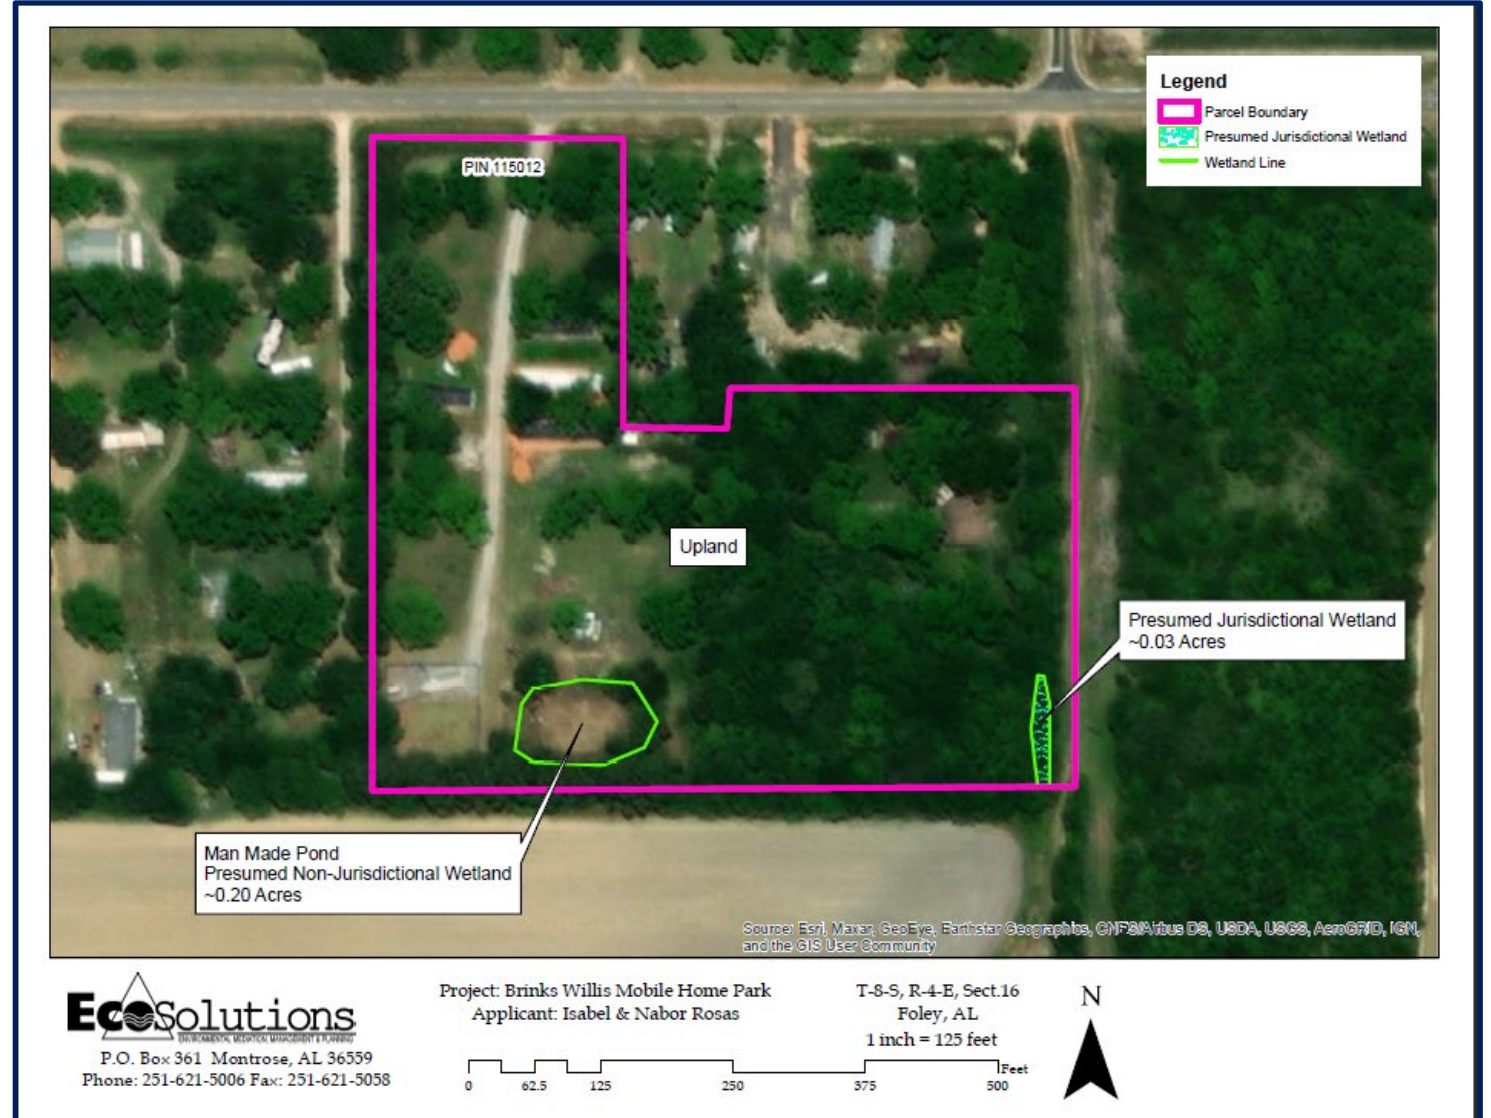 Legend
Parcel Boundary
Presumed Jurisdictional Wetland
Wetland Line
PIN 115012
Upland
Presumed Jurisdictional Wetland
~0.03 Acres
Man Made Pond
Presumed Non-Jurisdictional Wetland
~0.20 Acres
Source: Esri, Maxar, GeoEye, Earthstar Geographics, CNES/Airbus DS, USDA, USGS, AeroGRID, IGN,
and the GIS User Community
EcoSolutions
ENVIRONMENTAL MEDIATION, MANAGEMENT & PLANNING
P.O. Box 361 Montrose, AL 36559
Phone: 251-621-5006 Fax: 251-621-5058
Project: Brinks Willis Mobile Home Park
Applicant: Isabel & Nabor Rosas
T-8-S, R-4-E, Sect.16
Foley, AL
1 inch = 125 feet
Feet
0 62.5 125 250 375 500
N